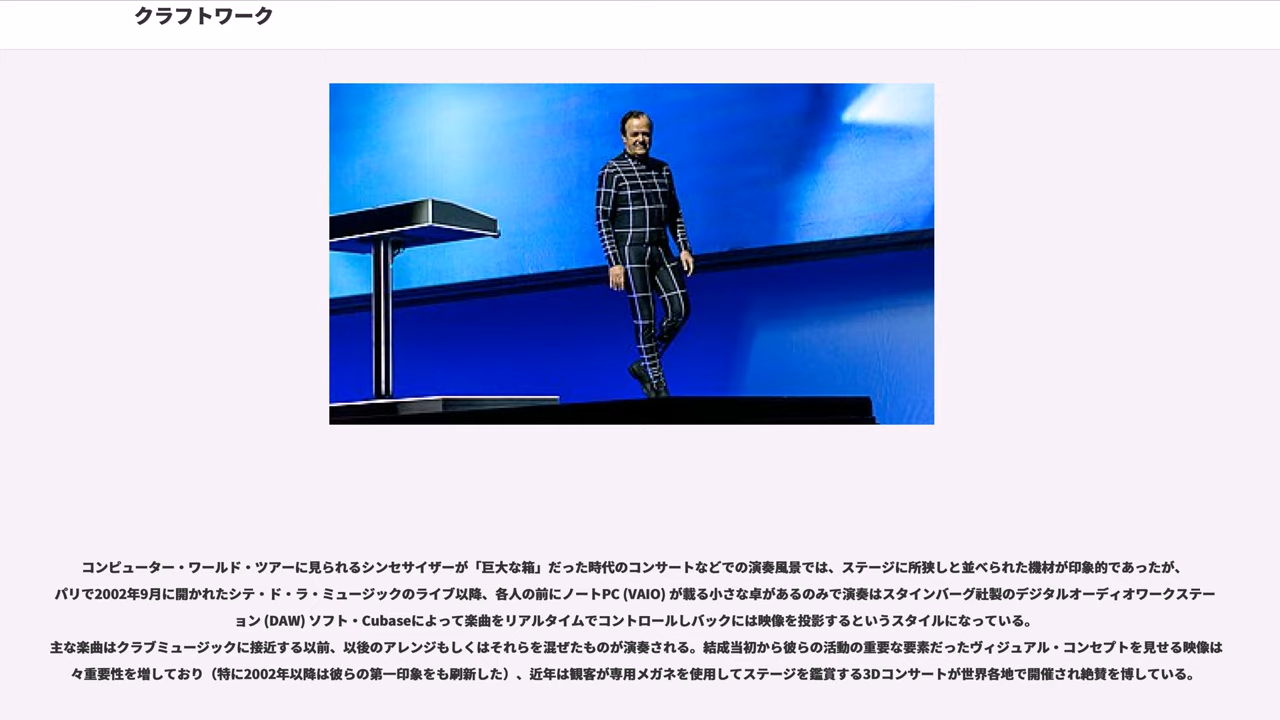 クラフトワーク
コンピューター・ワールド・ツアーに見られるシンセサイザーが「巨大な箱」だった時代のコンサートなどでの演奏風景では、ステージに所狭しと並べられた機材が印象的であったが、
パリで2002年9月に開かれたシテ・ド・ラ・ミュージックのライブ以降、各人の前にノートPC (VAIO) が載る小さな卓があるのみで演奏はスタインバーグ社製のデジタルオーディオワークステー
ョン (DAW) ソフト・Cubaseによって楽曲をリアルタイムでコントロールしバックには映像を投影するというスタイルになっている。
主な楽曲はクラブミュージックに接近する以前、以後のアレンジもしくはそれらを混ぜたものが演奏される。結成当初から彼らの活動の重要な要素だったヴィジュアル・コンセプトを見せる映像は
々重要性を増しており（特に2002年以降は彼らの第一印象をも刷新した）、近年は観客が専用メガネを使用してステージを鑑賞する3Dコンサートが世界各地で開催され絶賛を博している。